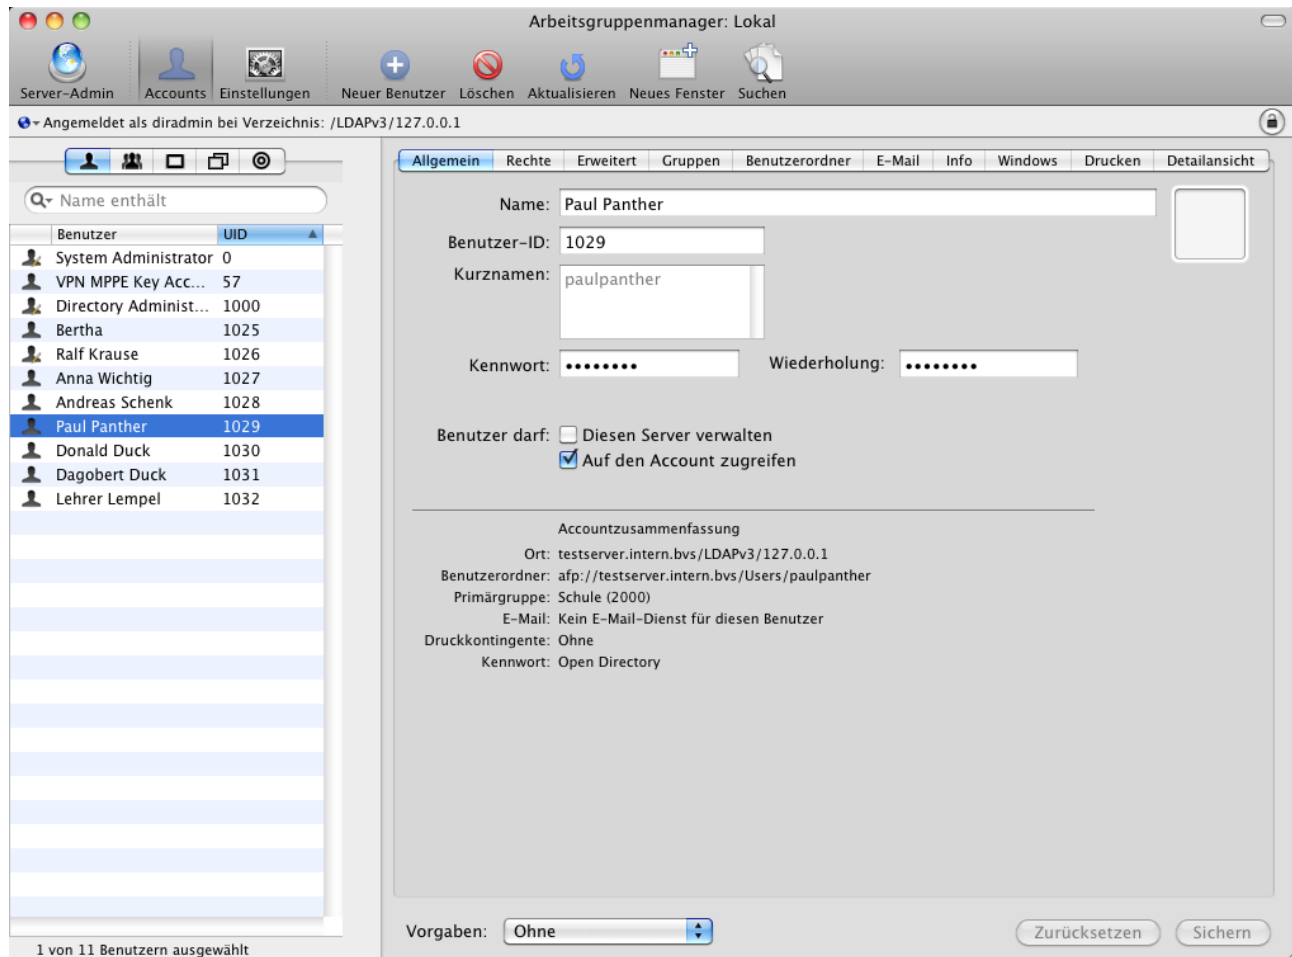 Arbeitsgruppenmanager: Lokal
Server-Admin Accounts Einstellungen Neuer Benutzer Löschen Aktualisieren Neues Fenster Suchen
Angemeldet als diradmin bei Verzeichnis: /LDAPv3/127.0.0.1
Name enthält
Benutzer UID
System Administrator 0
VPN MPPE Key Acc... 57
Directory Administ... 1000
Bertha 1025
Ralf Krause 1026
Anna Wichtig 1027
Andreas Schenk 1028
Paul Panther 1029
Donald Duck 1030
Dagobert Duck 1031
Lehrer Lempel 1032
1 von 11 Benutzern ausgewählt
Allgemein Rechte Erweitert Gruppen Benutzerordner E-Mail Info Windows Drucken Detailansicht
Name: Paul Panther
Benutzer-ID: 1029
Kurznamen: paulpanther
Kennwort: •••••••• Wiederholung: ••••••••
Benutzer darf: Diesen Server verwalten
Auf den Account zugreifen
Accountzusammenfassung
Ort: testserver.intern.bvs/LDAPv3/127.0.0.1
Benutzerordner: afp://testserver.intern.bvs/Users/paulpanther
Primärgruppe: Schule (2000)
E-Mail: Kein E-Mail-Dienst für diesen Benutzer
Druckkontingente: Ohne
Kennwort: Open Directory
Vorgaben: Ohne Zurücksetzen Sichern